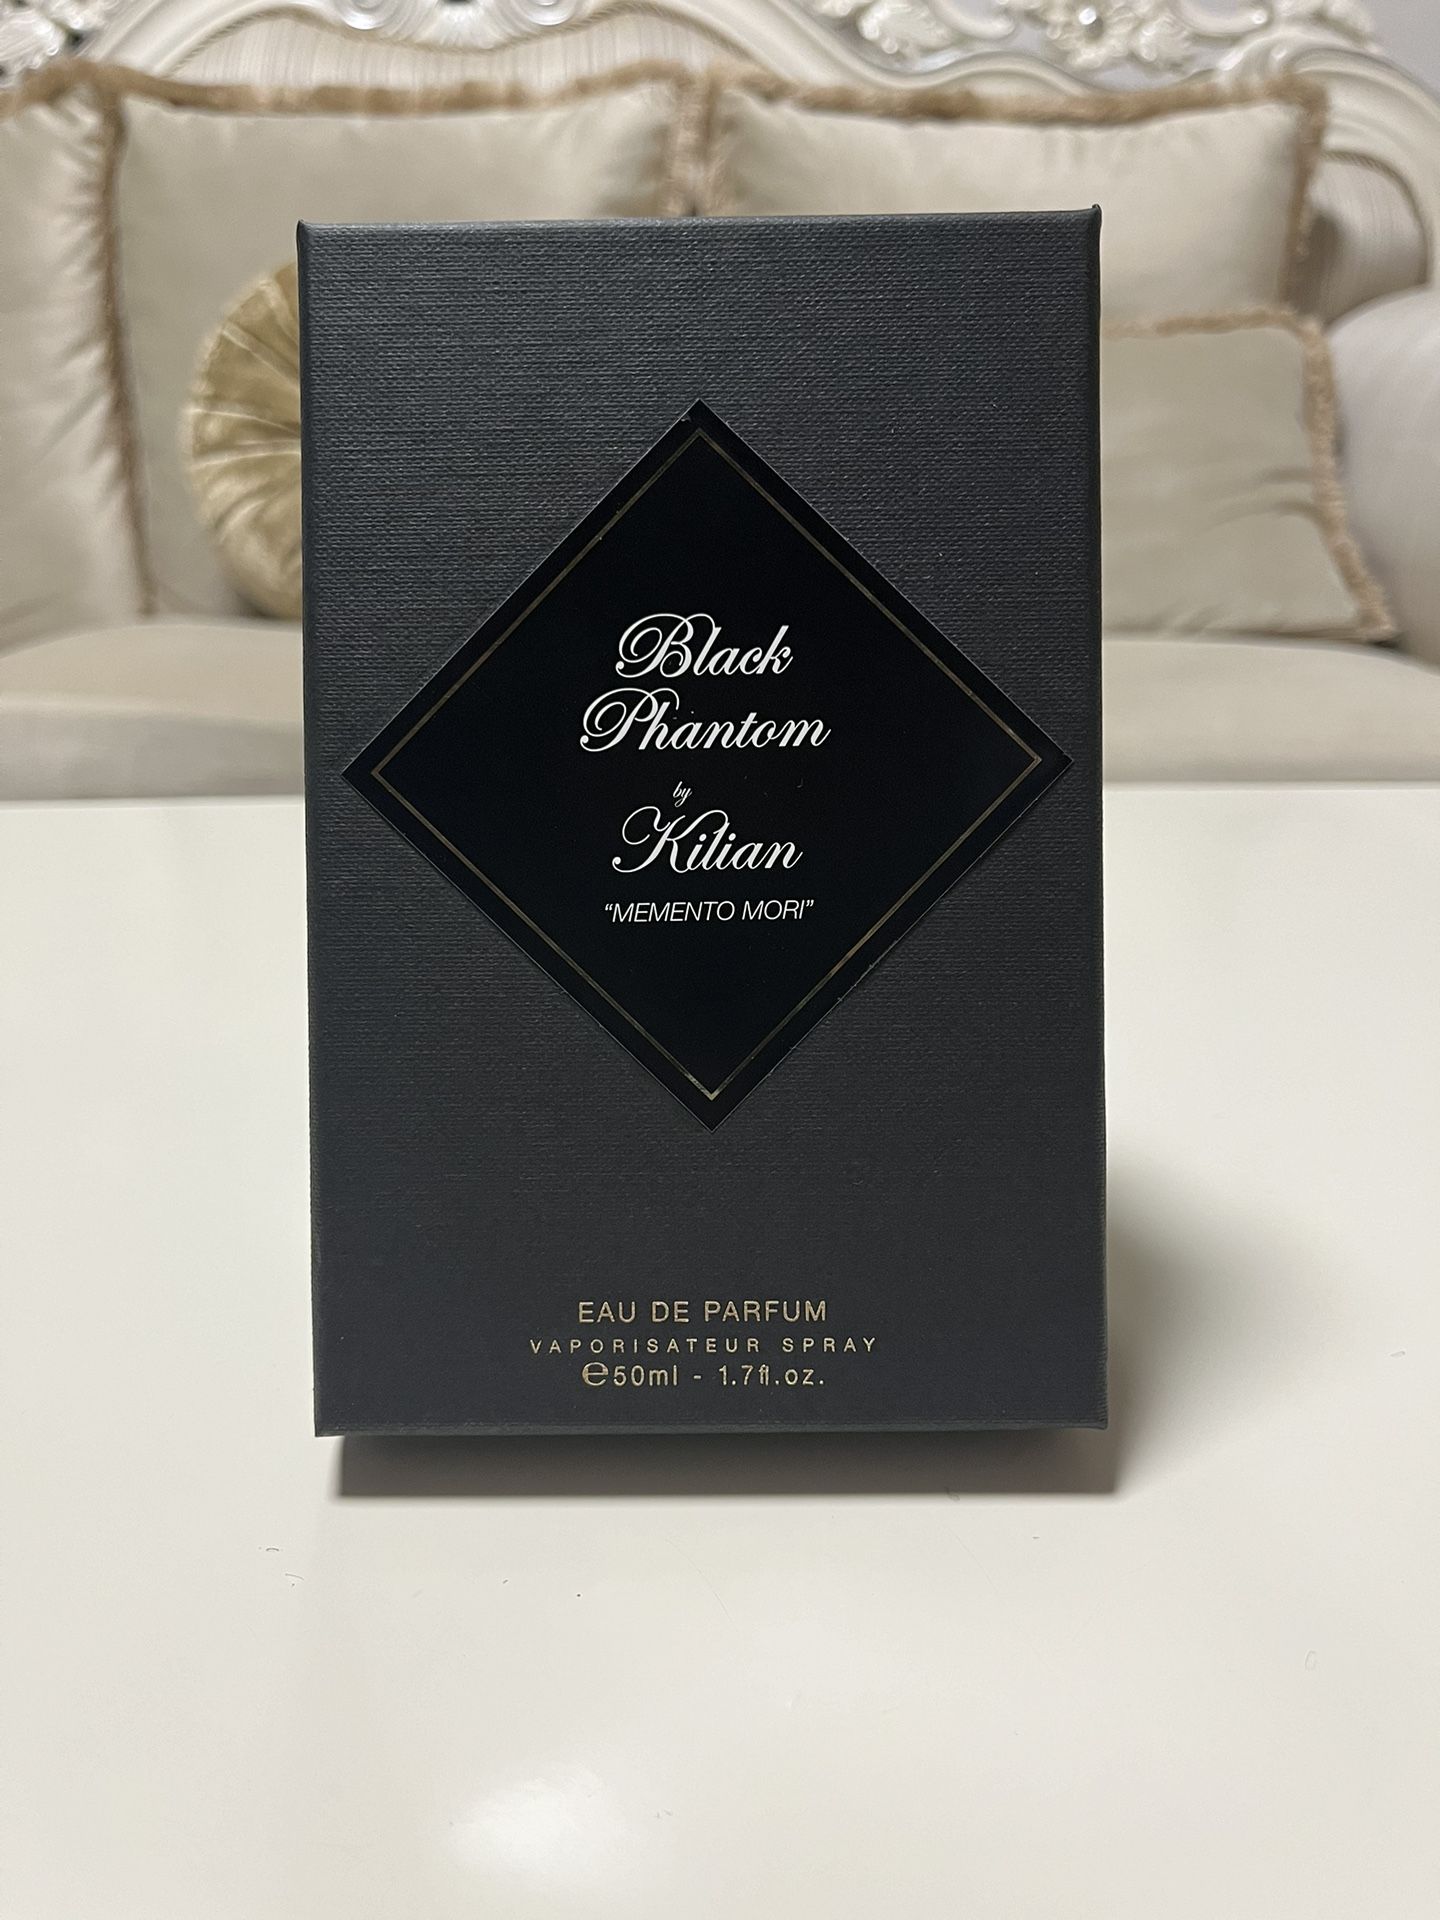 Black
Phantom
by
Kilian
“MEMENTO MORI”
EAU DE PARFUM
VAPORISATEUR SPRAY
℮50ml - 1.7fl.oz.